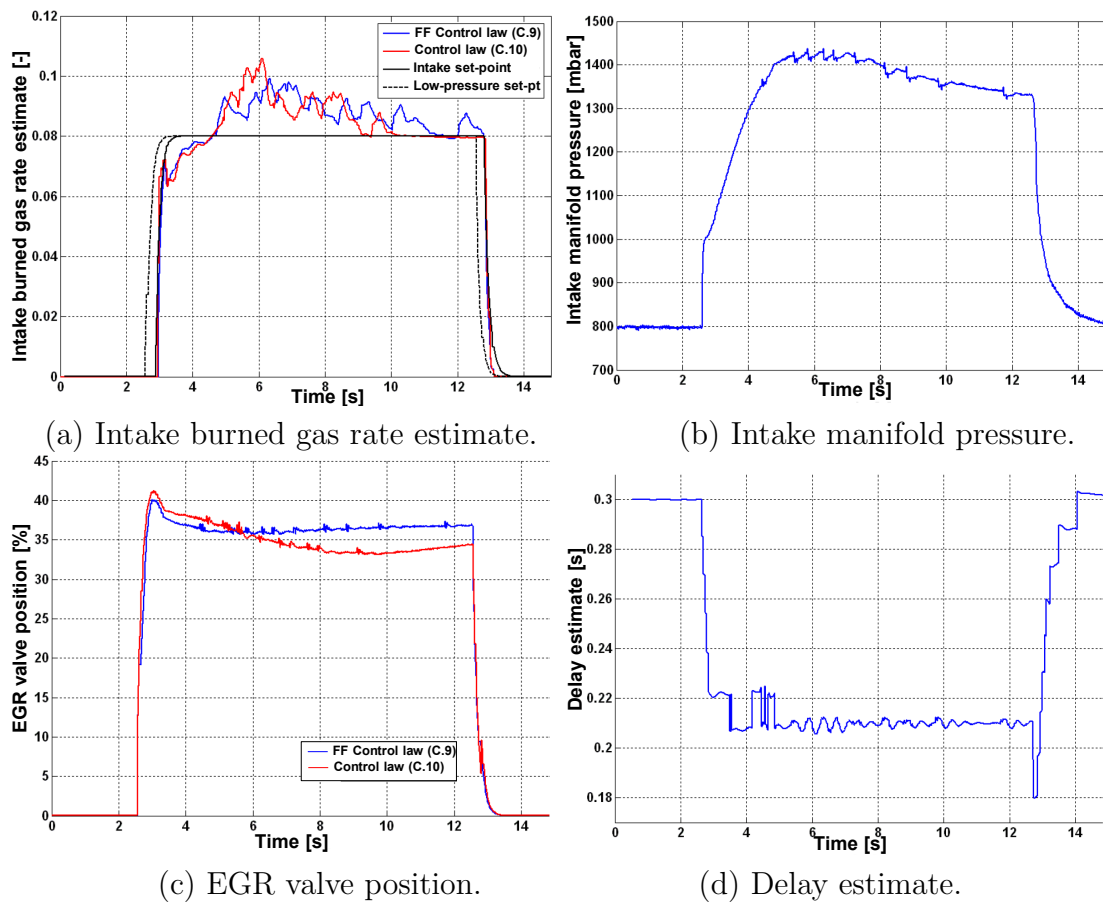 0.12
0.1
0.08
0.06
0.04
0.02
0
Intake burned gas rate estimate [-]
FF Control law (C.9)
Control law (C.10)
Intake set-point
Low-pressure set-pt
0 2 4 6 8 10 12 14
Time [s]
(a) Intake burned gas rate estimate.
1500
1400
1300
1200
1100
1000
900
800
700
Intake manifold pressure [mbar]
0 2 4 6 8 10 12 14
Time [s]
(b) Intake manifold pressure.
45
40
35
30
25
20
15
10
5
0
EGR valve position [%]
FF Control law (C.9)
Control law (C.10)
0 2 4 6 8 10 12 14
Time [s]
(c) EGR valve position.
0.3
0.28
0.26
0.24
0.22
0.2
0.18
Delay estimate [s]
0 2 4 6 8 10 12 14
Time [s]
(d) Delay estimate.